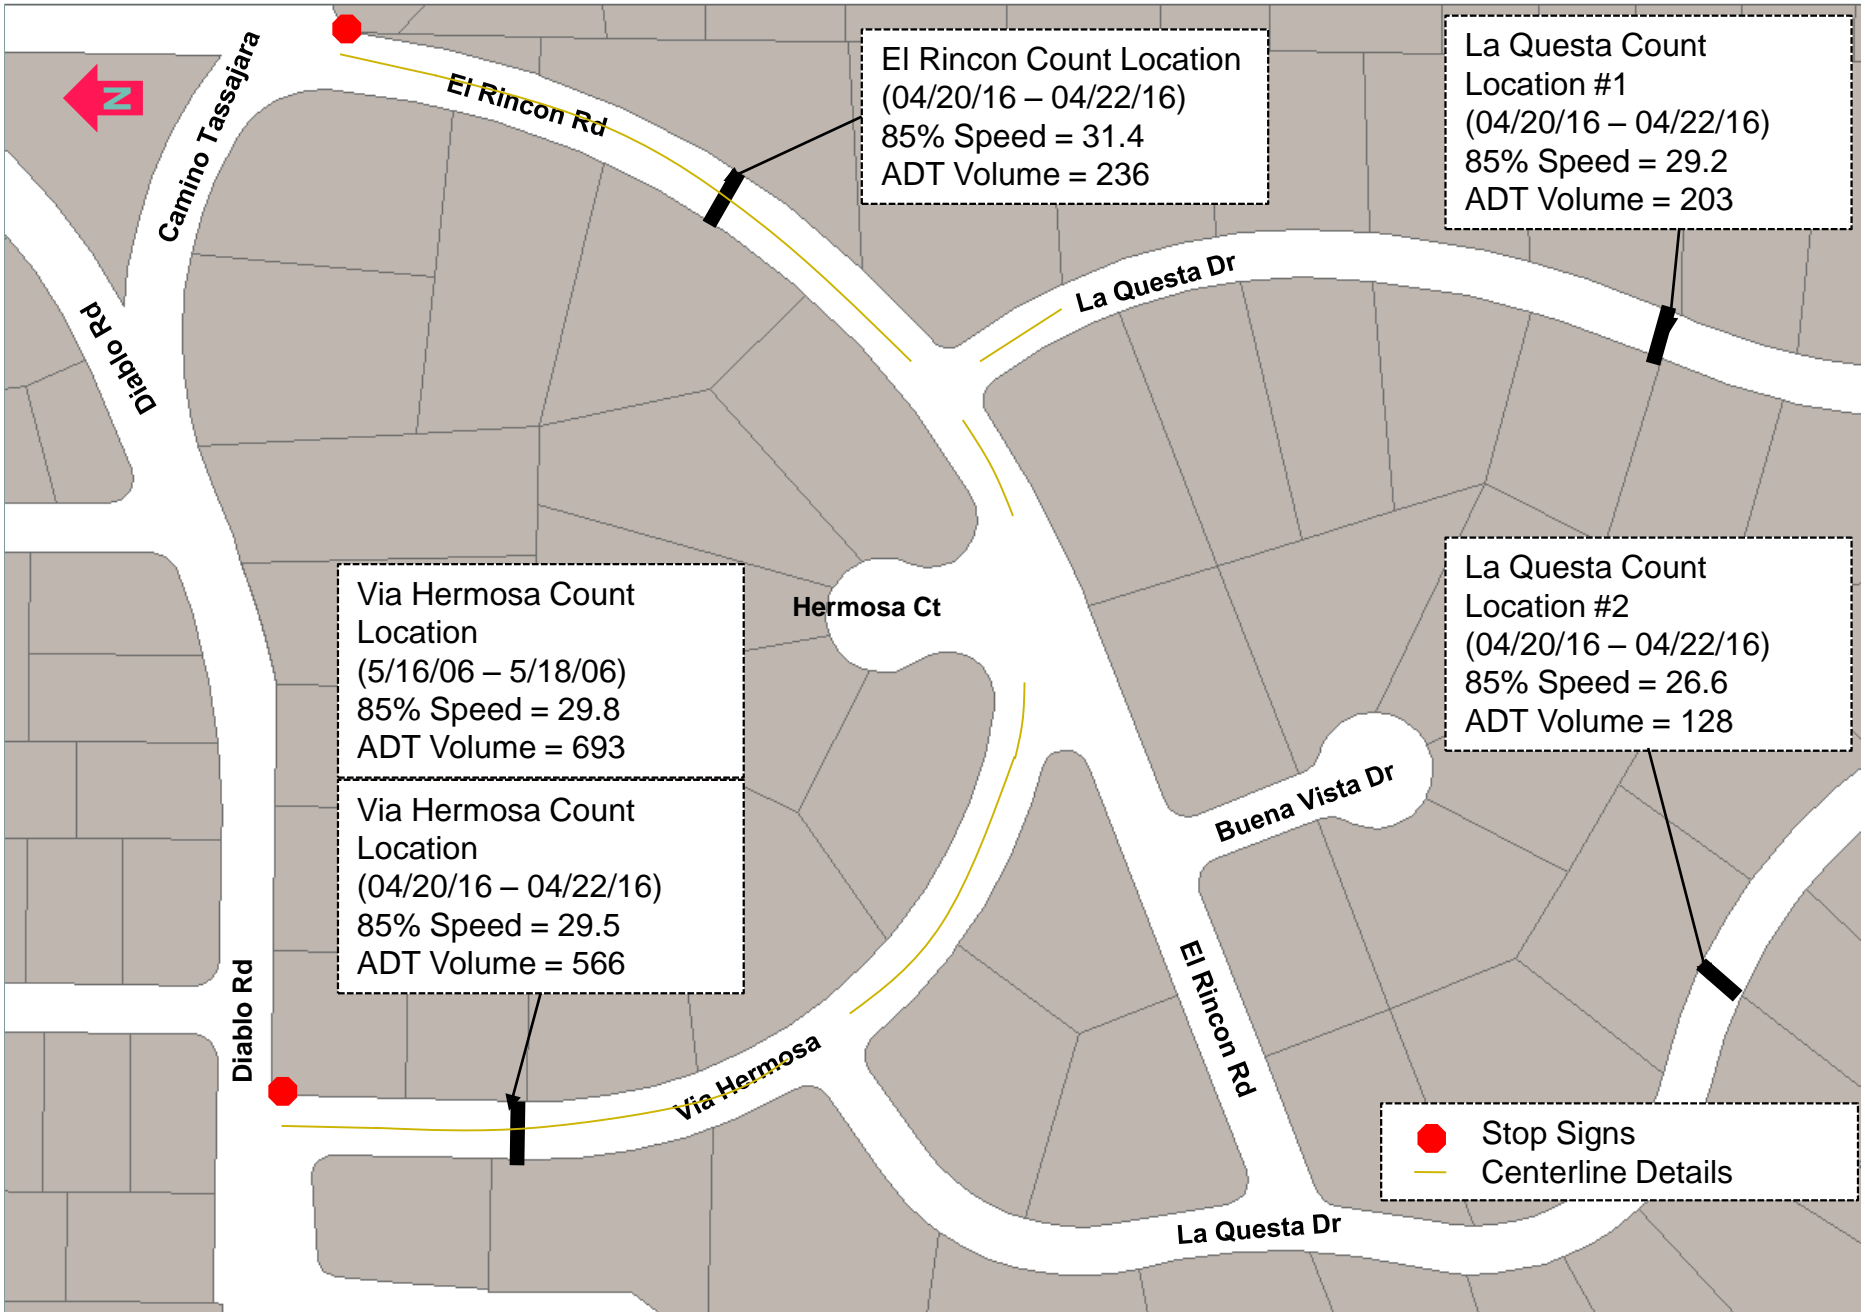 El Rincon Count Location
(04/20/16 – 04/22/16)
85% Speed = 31.4
ADT Volume = 236
La Questa Count
Location #1
(04/20/16 – 04/22/16)
85% Speed = 29.2
ADT Volume = 203
N
Camino Tassajara
El Rincon Rd
La Questa Dr
Diablo Rd
Via Hermosa Count
Location
(5/16/06 – 5/18/06)
85% Speed = 29.8
ADT Volume = 693
Hermosa Ct
La Questa Count
Location #2
(04/20/16 – 04/22/16)
85% Speed = 26.6
ADT Volume = 128
Via Hermosa Count
Location
(04/20/16 – 04/22/16)
85% Speed = 29.5
ADT Volume = 566
Buena Vista Dr
Diablo Rd
El Rincon Rd
Via Hermosa
Stop Signs
Centerline Details
La Questa Dr